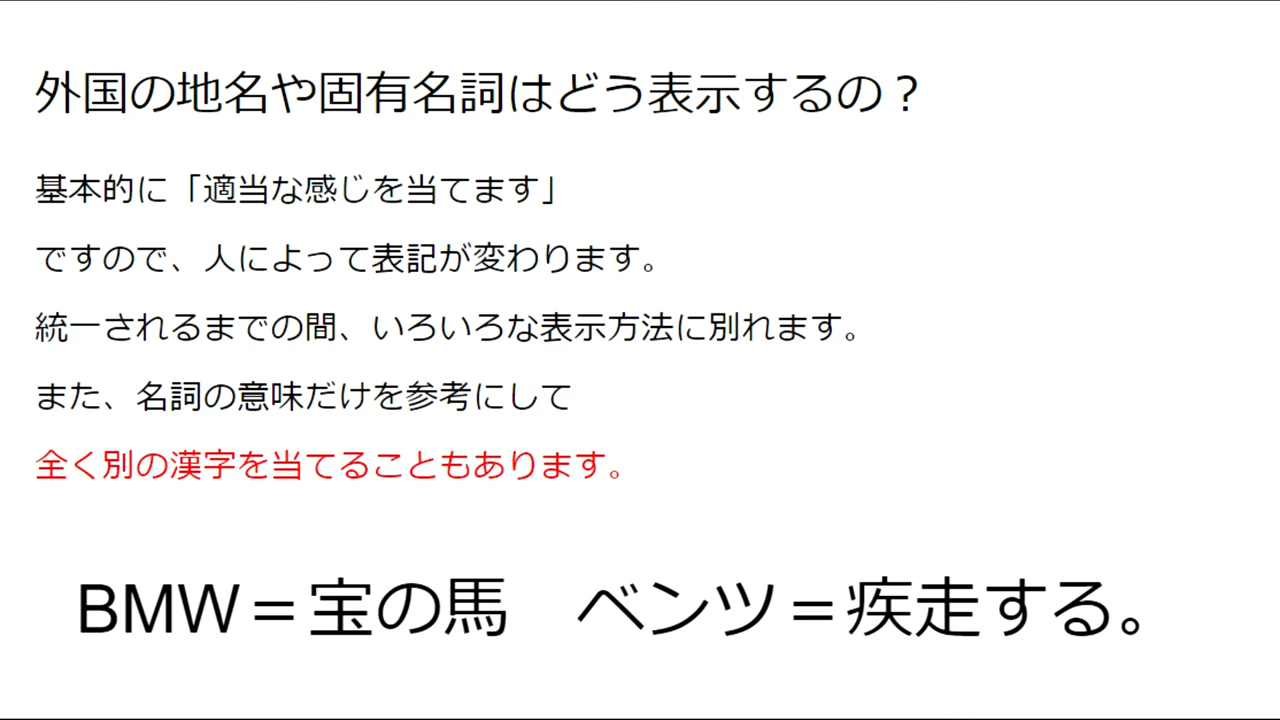 外国の地名や固有名詞はどう表示するの？
基本的に「適当な感じを当てます」
ですので、人によって表記が変わります。
統一されるまでの間、いろいろな表示方法に別れます。
また、名詞の意味だけを参考にして
全く別の漢字を当てることもあります。
BMW＝宝の馬　ベンツ＝疾走する。